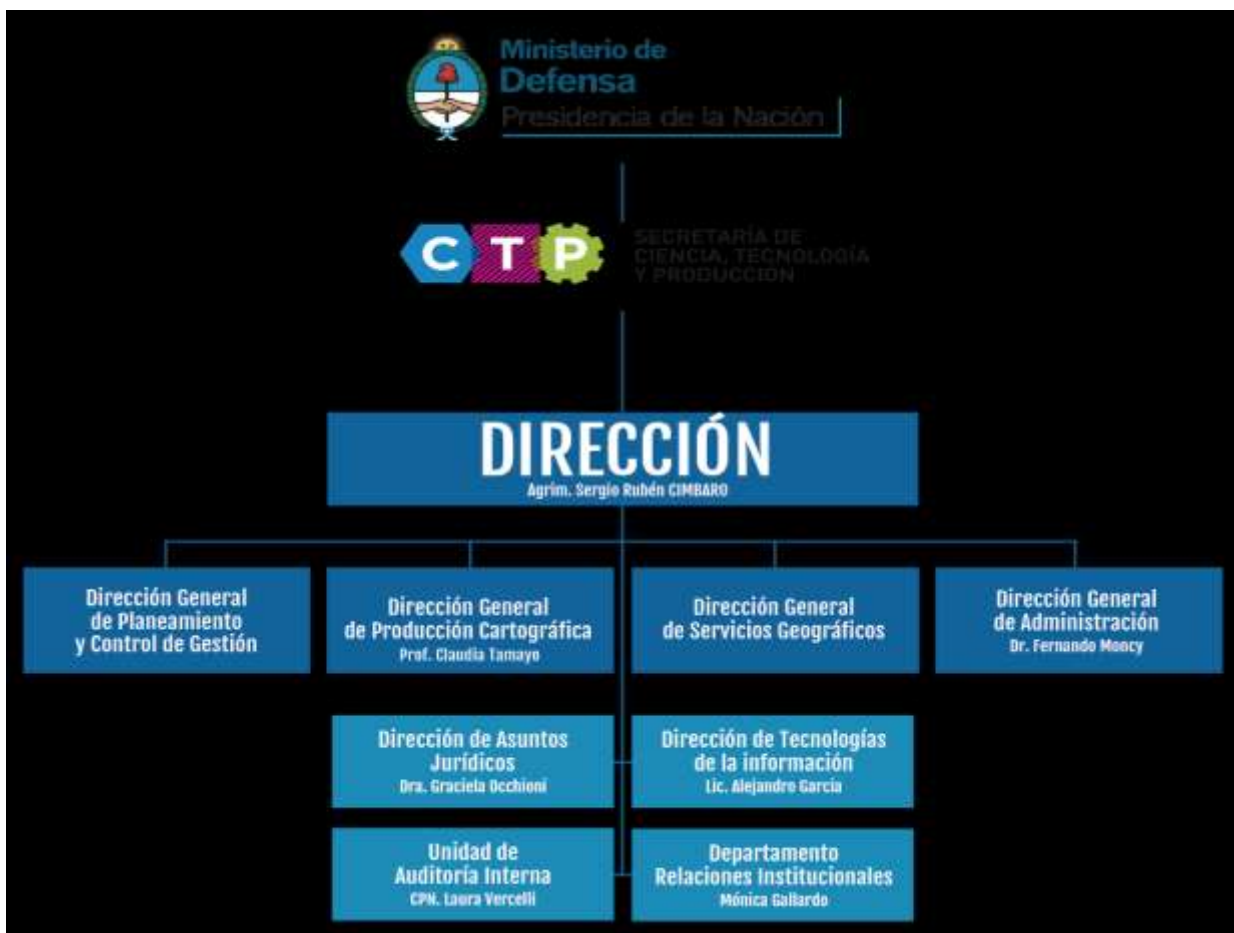 Ministerio de
Defensa
Presidencia de la Nación
C T P
SECRETARÍA DE
CIENCIA, TECNOLOGÍA
Y PRODUCCIÓN
DIRECCIÓN
Agrim. Sergio Rubén CIMBARO
Dirección General
de Planeamiento
y Control de Gestión
Dirección General
de Producción Cartográfica
Prof. Claudia Tamayo
Dirección General
de Servicios Geográficos
Dirección General
de Administración
Dr. Fernando Moncy
Dirección de Asuntos
Jurídicos
Dra. Graciela Occhioni
Dirección de Tecnologías
de la información
Lic. Alejandro García
Unidad de
Auditoría Interna
CPN. Laura Vercelli
Departamento
Relaciones Institucionales
Mónica Gallardo